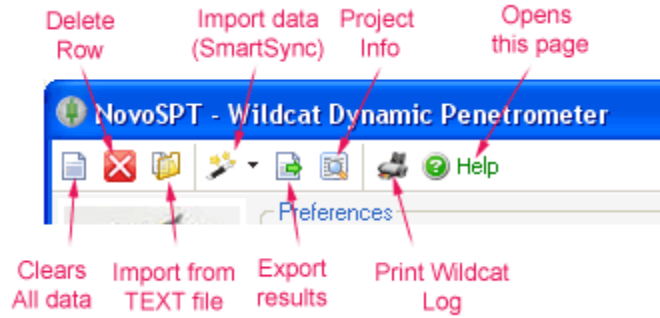 Delete
Row
Import data
(SmartSync)
Project
Info
Opens
this page
NovoSPT - Wildcat Dynamic Penetrometer
Help
Preferences
Clears
All data
Import from
TEXT file
Export
results
Print Wildcat
Log